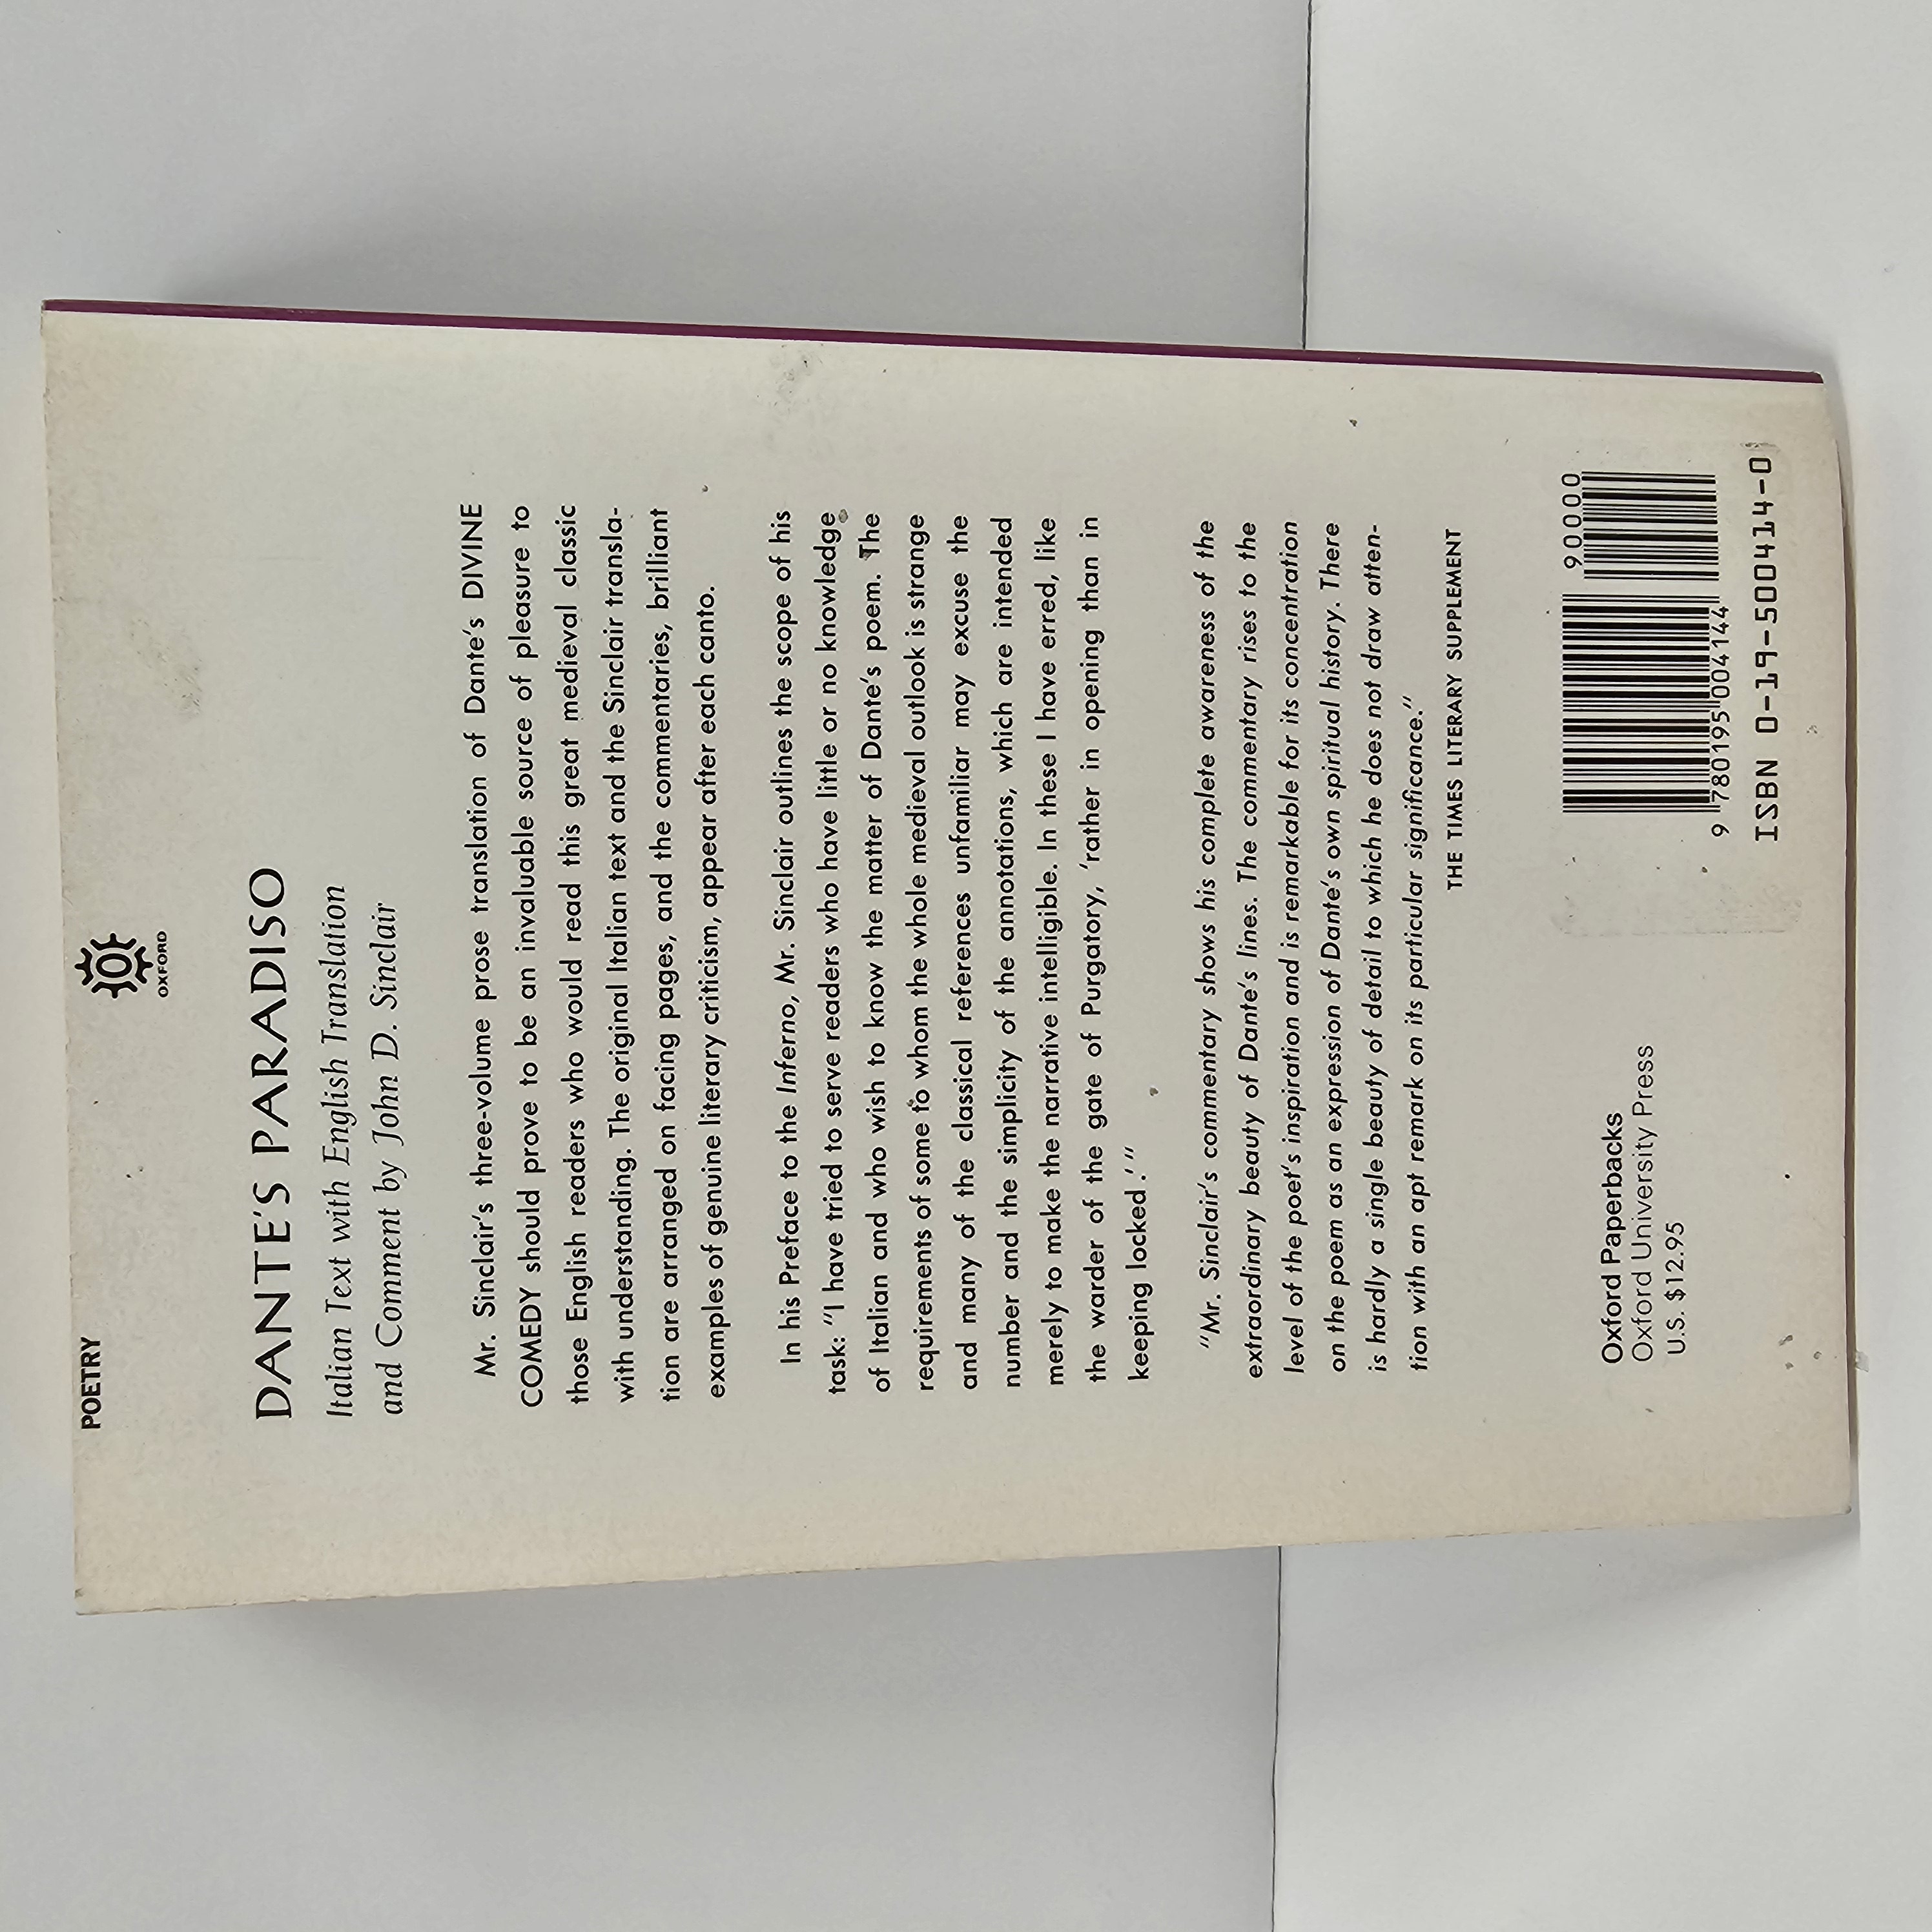 POETRY
O
OXFORD
DANTE'S PARADISO
Italian Text with English Translation
and Comment by John D. Sinclair
Mr. Sinclair's three-volume prose translation of Dante's DIVINE
COMEDY should prove to be an invaluable source of pleasure to
those English readers who would read this great medieval classic
with understanding. The original Italian text and the Sinclair transla-
tion are arranged on facing pages, and the commentaries, brilliant
examples of genuine literary criticism, appear after each canto.
In his Preface to the Inferno, Mr. Sinclair outlines the scope of his
task: "I have tried to serve readers who have little or no knowledge
of Italian and who wish to know the matter of Dante's poem. The
requirements of some to whom the whole medieval outlook is strange
and many of the classical references unfamiliar may excuse the
number and the simplicity of the annotations, which are intended
merely to make the narrative intelligible. In these I have erred, like
the warder of the gate of Purgatory, 'rather in opening than in
keeping locked .' "
"Mr. Sinclair's commentary shows his complete awareness of the
extraordinary beauty of Dante's lines. The commentary rises to the
level of the poet's inspiration and is remarkable for its concentration
on the poem as an expression of Dante's own spiritual history. There
is hardly a single beauty of detail to which he does not draw atten-
tion with an apt remark on its particular significance."
THE TIMES LITERARY SUPPLEMENT
Oxford Paperbacks
Oxford University Press
U.S. $12.95
90000
9 780195 004144
ISBN 0-19-500414-0